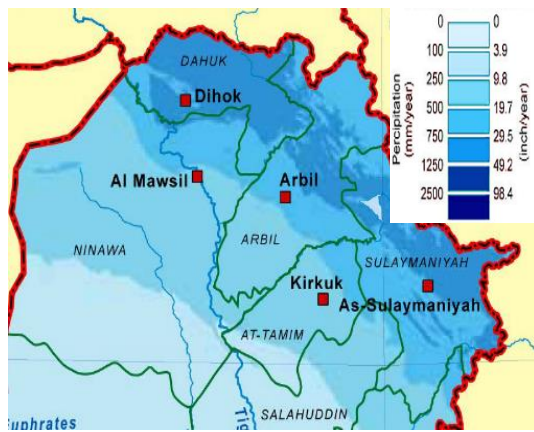 DAHUK
Dihok
Al Mawsil
Arbil
NINAWA
ARBIL
SULAYMANIYAH
Kirkuk
As-Sulaymaniyah
AT-TAMIM
SALAHUDDIN
Euphrates
Tig
Percipitation
(mm/year)
(inch/year)
0 0
100 3.9
250 9.8
500 19.7
750 29.5
1250 49.2
2500 98.4